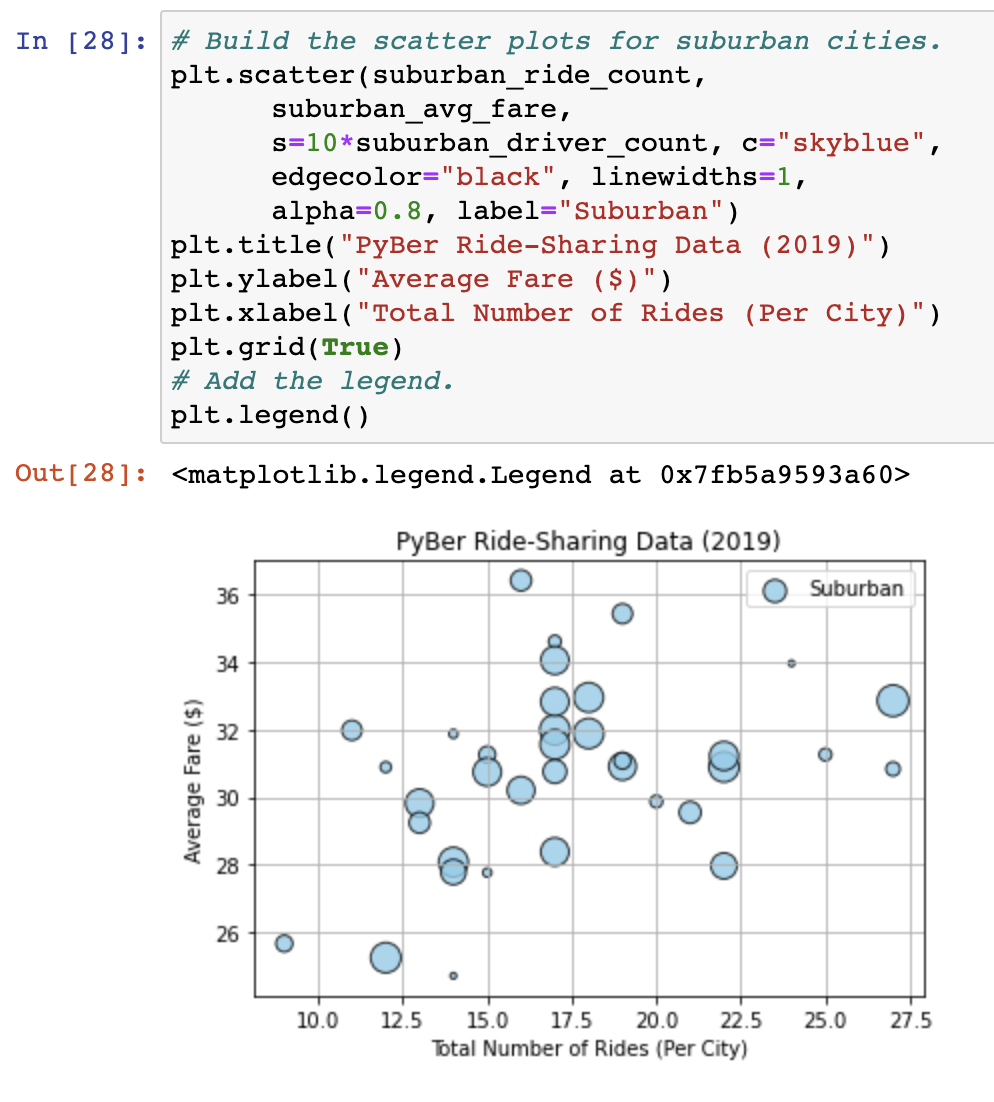 In [28]: # Build the scatter plots for suburban cities.
plt.scatter(suburban_ride_count,
      suburban_avg_fare,
      s=10*suburban_driver_count, c="skyblue",
      edgecolor="black", linewidths=1,
      alpha=0.8, label="Suburban")
plt.title("PyBer Ride-Sharing Data (2019)")
plt.ylabel("Average Fare ($)")
plt.xlabel("Total Number of Rides (Per City)")
plt.grid(True)
# Add the legend.
plt.legend()
Out[28]: <matplotlib.legend.Legend at 0x7fb5a9593a60>
PyBer Ride-Sharing Data (2019)
Suburban
Average Fare ($)
36
34
32
30
28
26
10.0 12.5 15.0 17.5 20.0 22.5 25.0 27.5
Total Number of Rides (Per City)